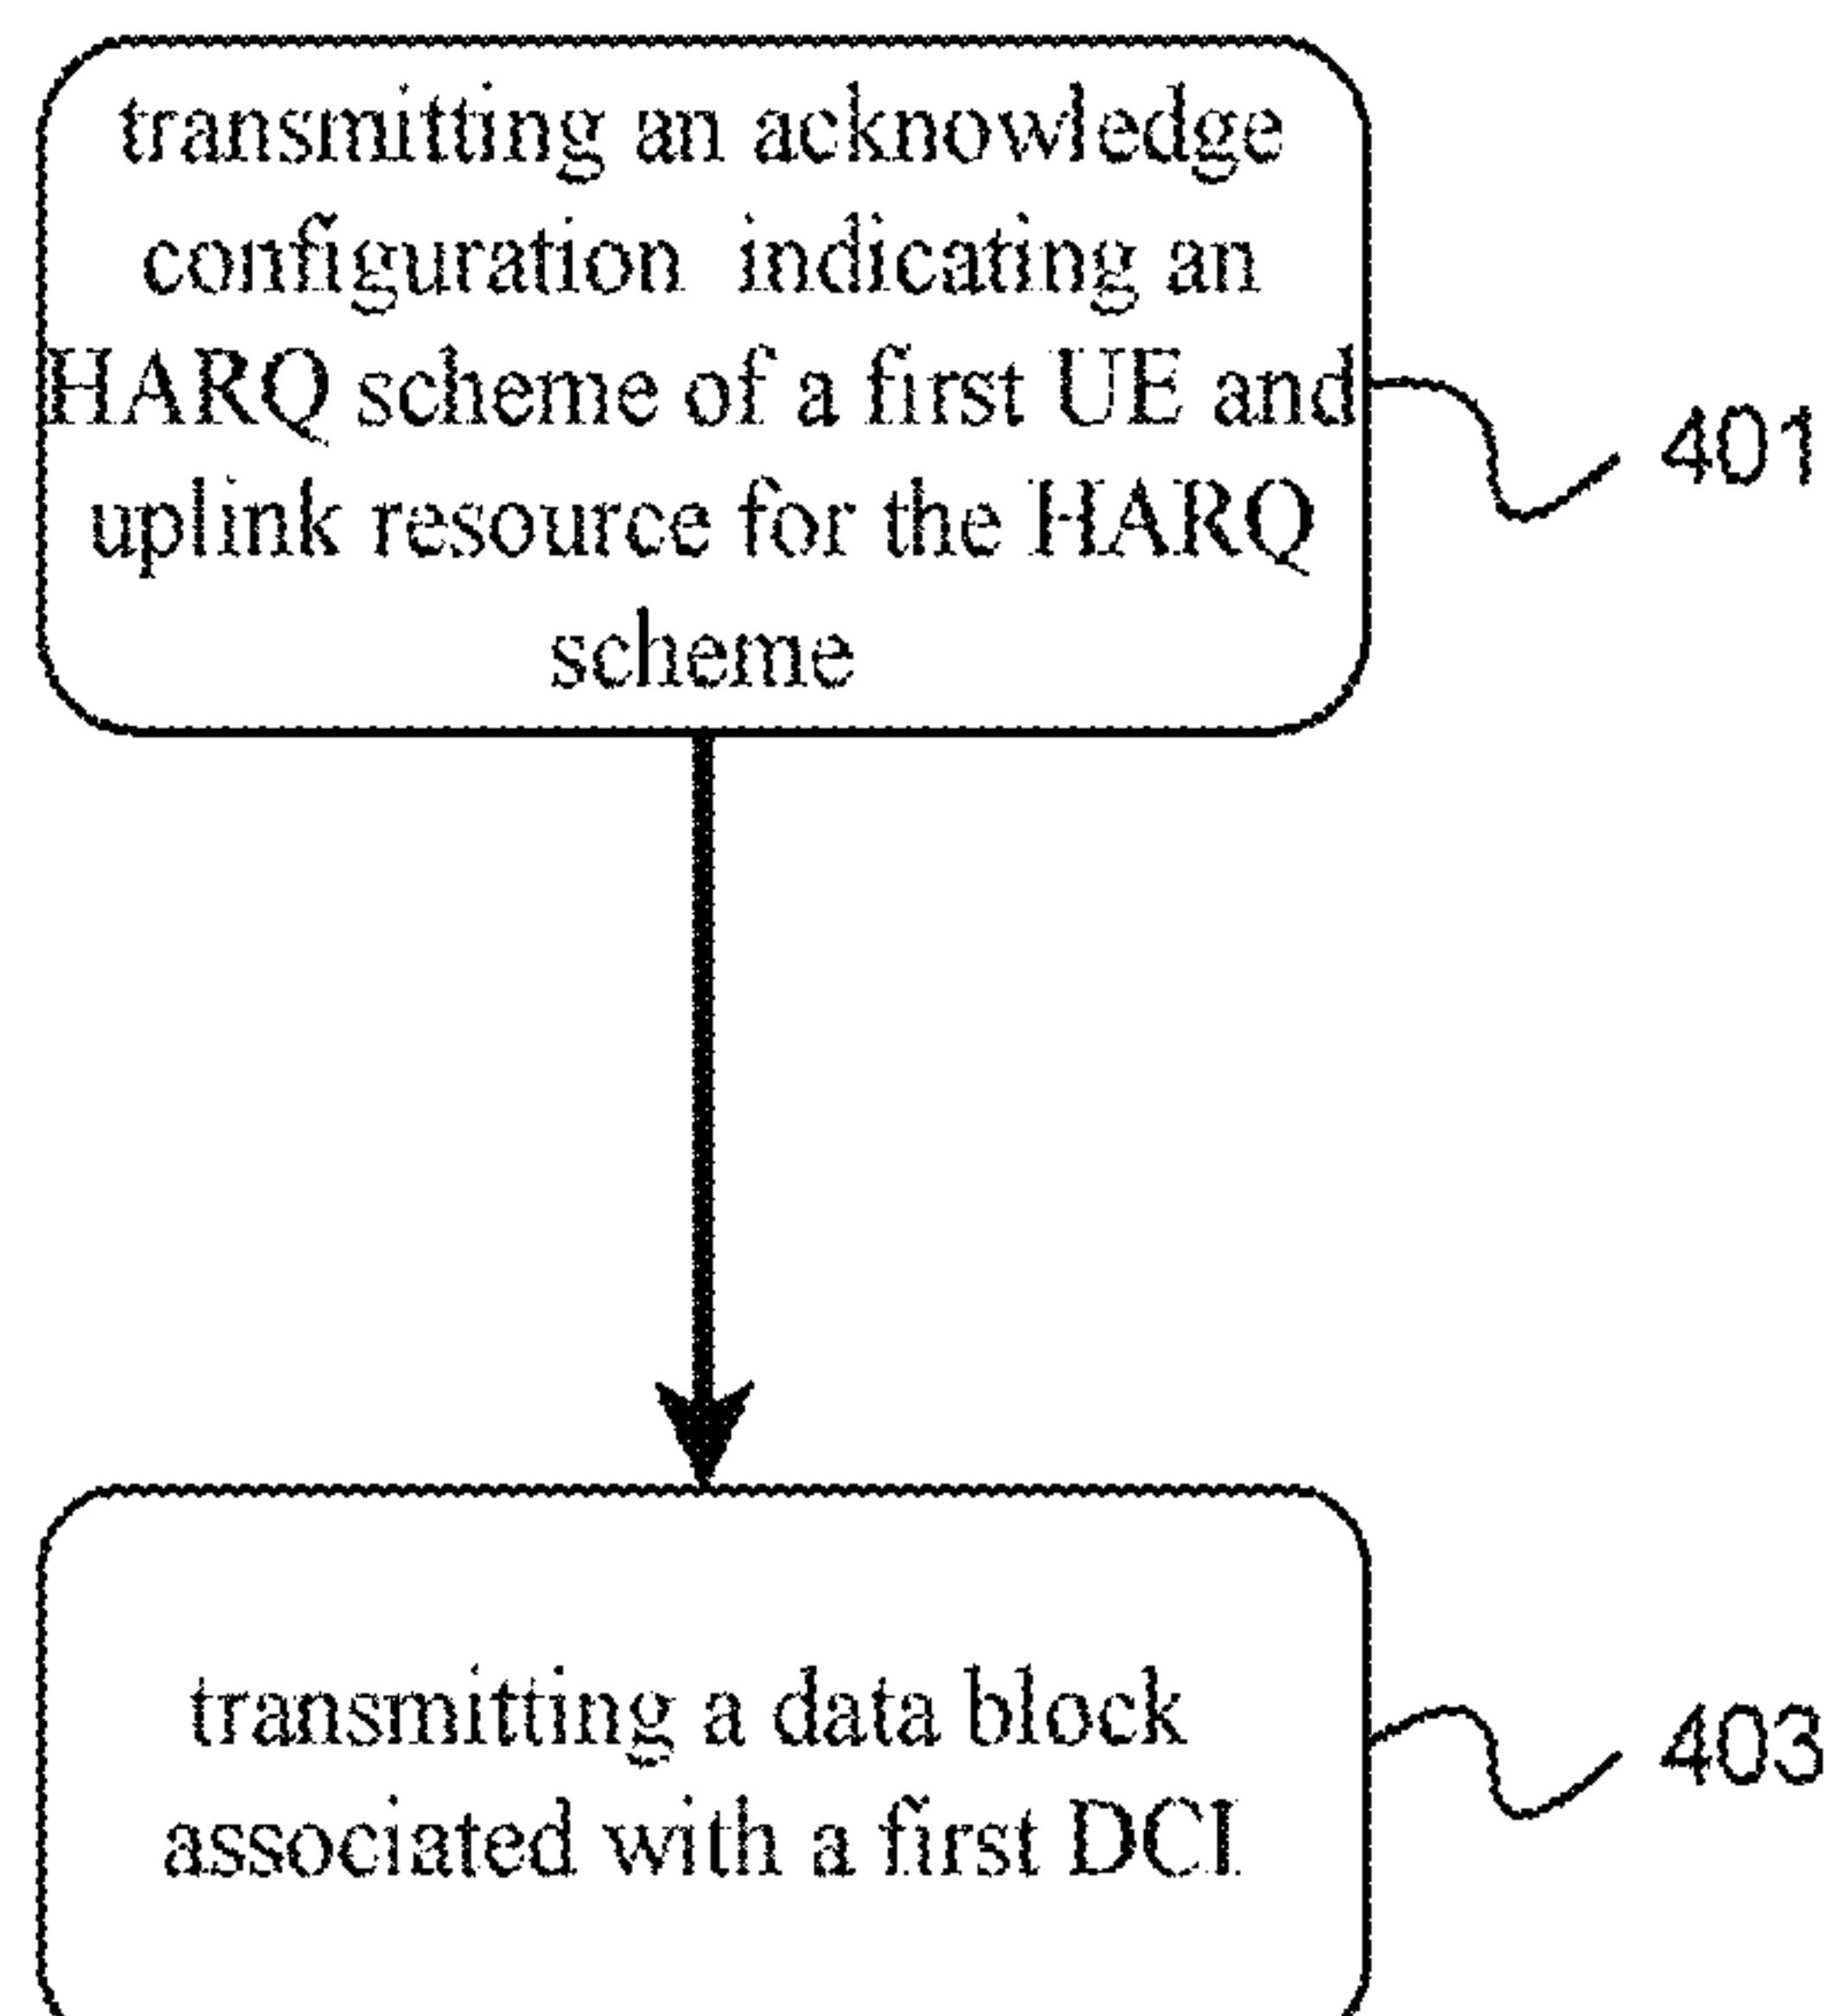 transmitting an acknowledge
configuration indicating an
HARQ scheme of a first UE and
uplink resource for the HARQ
scheme
401
transmitting a data block
associated with a first DCI.
403